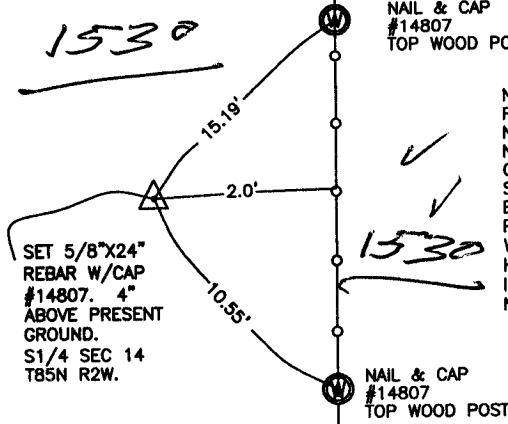 1530
NAIL & CAP
#14807
TOP WOOD
15.19'
2.0'
1530
SET 5/8"X24"
REBAR W/CAP
#14807. 4"
ABOVE PRESENT
GROUND.
S1/4 SEC 14
T85N R2W.
10.55'
W
W
NAIL & CAP
#14807
TOP WOOD POST